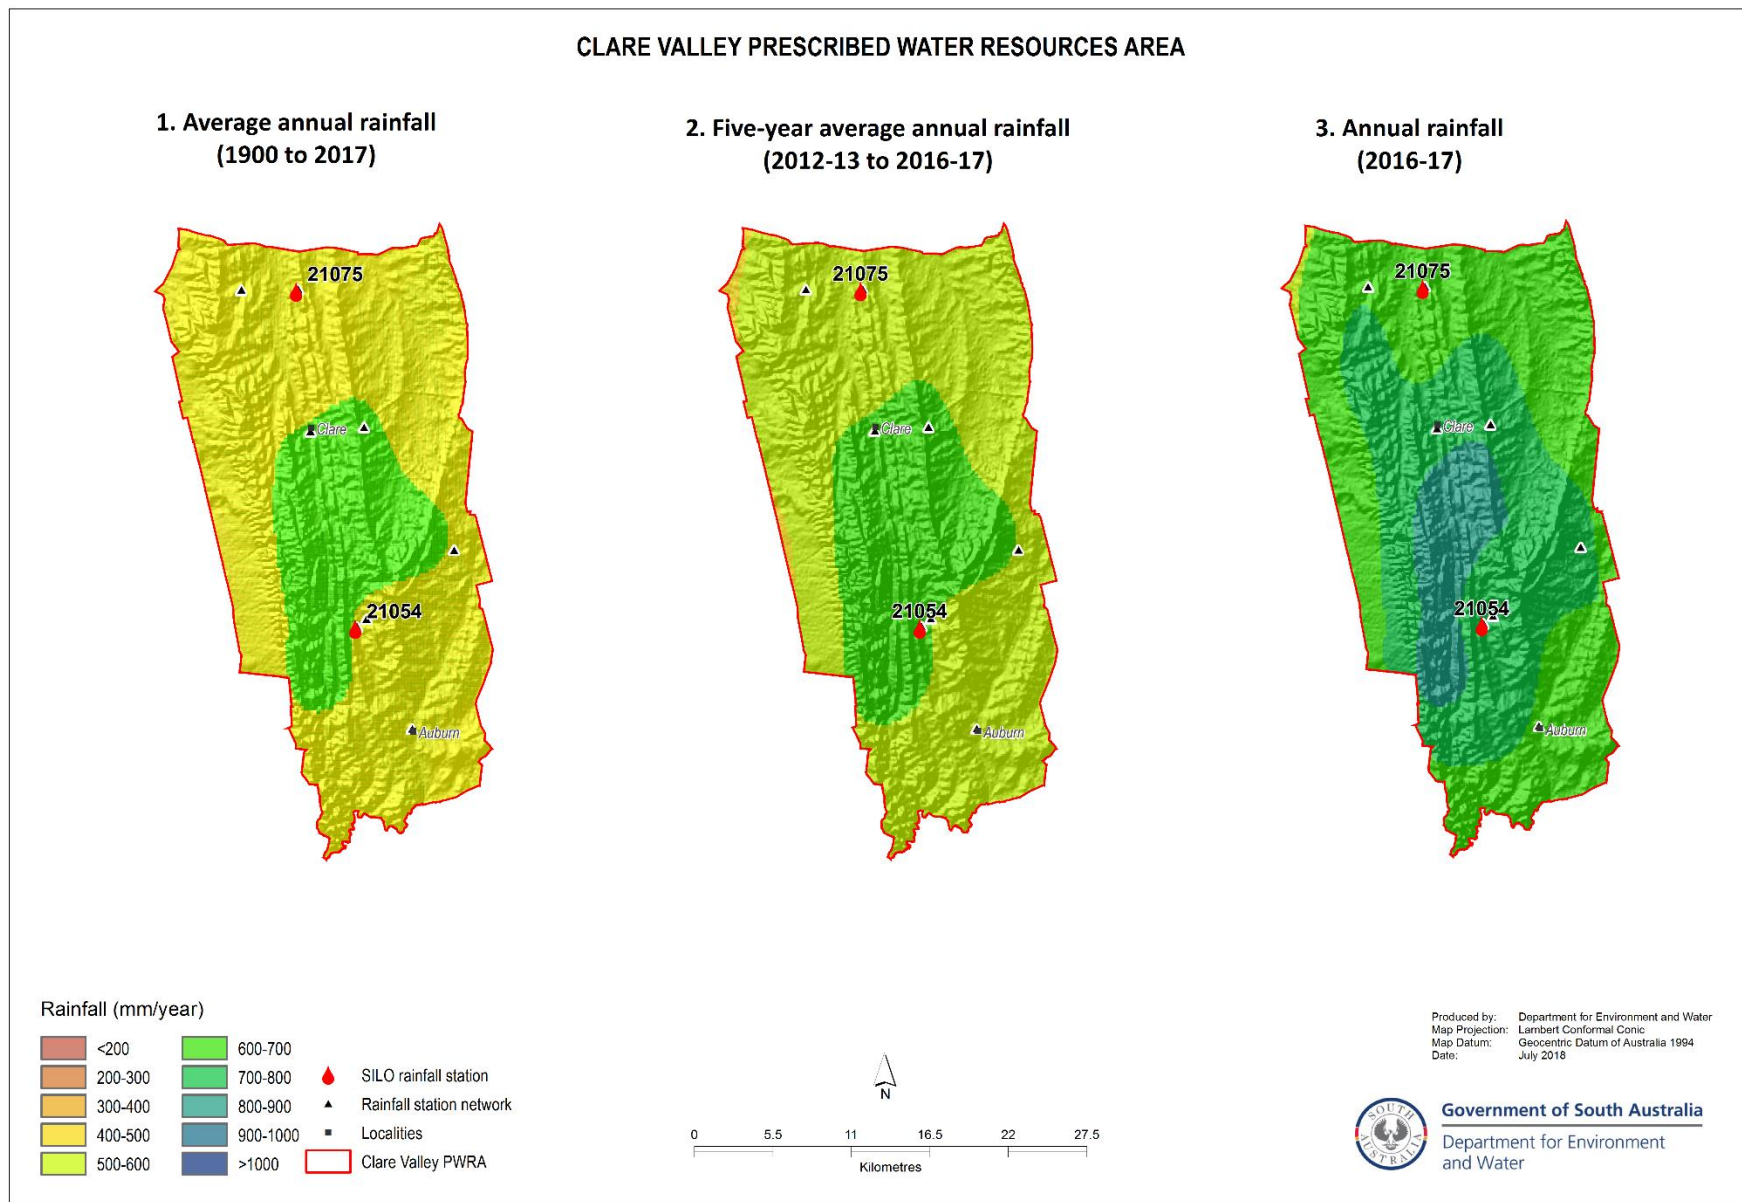 CLARE VALLEY PRESCRIBED WATER RESOURCES AREA
1. Average annual rainfall
(1900 to 2017)
2. Five-year average annual rainfall
(2012-13 to 2016-17)
3. Annual rainfall
(2016-17)
21075
Clare
21054
Auburn
21075
Clare
21054
Auburn
21075
Clare
21054
Auburn
Rainfall (mm/year)
<200
200-300
300-400
400-500
500-600
600-700
700-800
800-900
900-1000
>1000
SILO rainfall station
Rainfall station network
Localities
Clare Valley PWRA
N
0 5.5 11 16.5 22 27.5
Kilometres
Produced by: Department for Environment and Water
Map Projection: Lambert Conformal Conic
Map Datum: Geocentric Datum of Australia 1994
Date: July 2018
SOUTH AUSTRALIA
Government of South Australia
Department for Environment
and Water